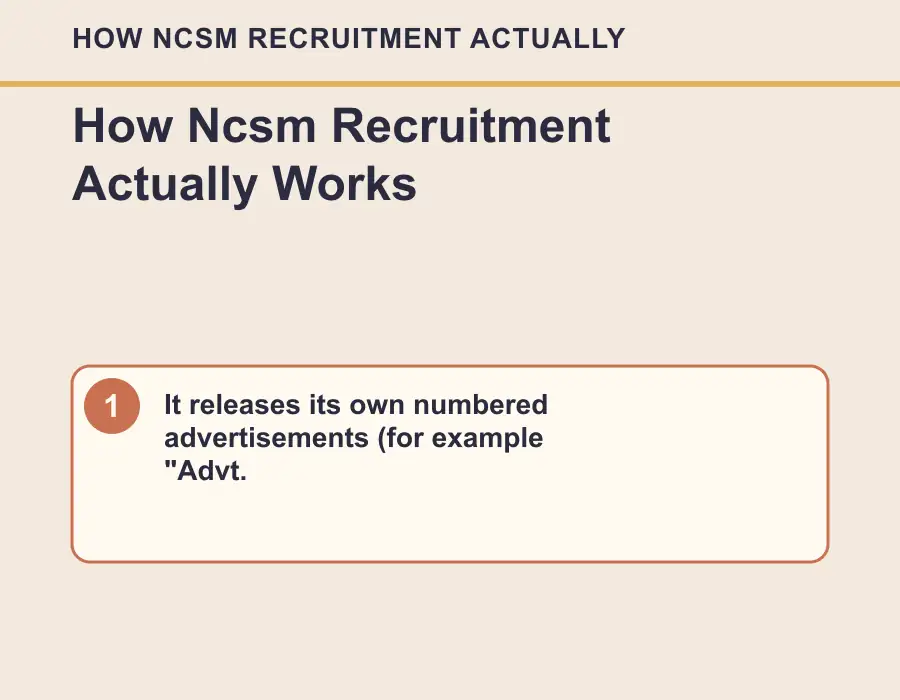 HOW NCSM RECRUITMENT ACTUALLY
How Ncsm Recruitment
Actually Works
1
It releases its own numbered
advertisements (for example
"Advt.